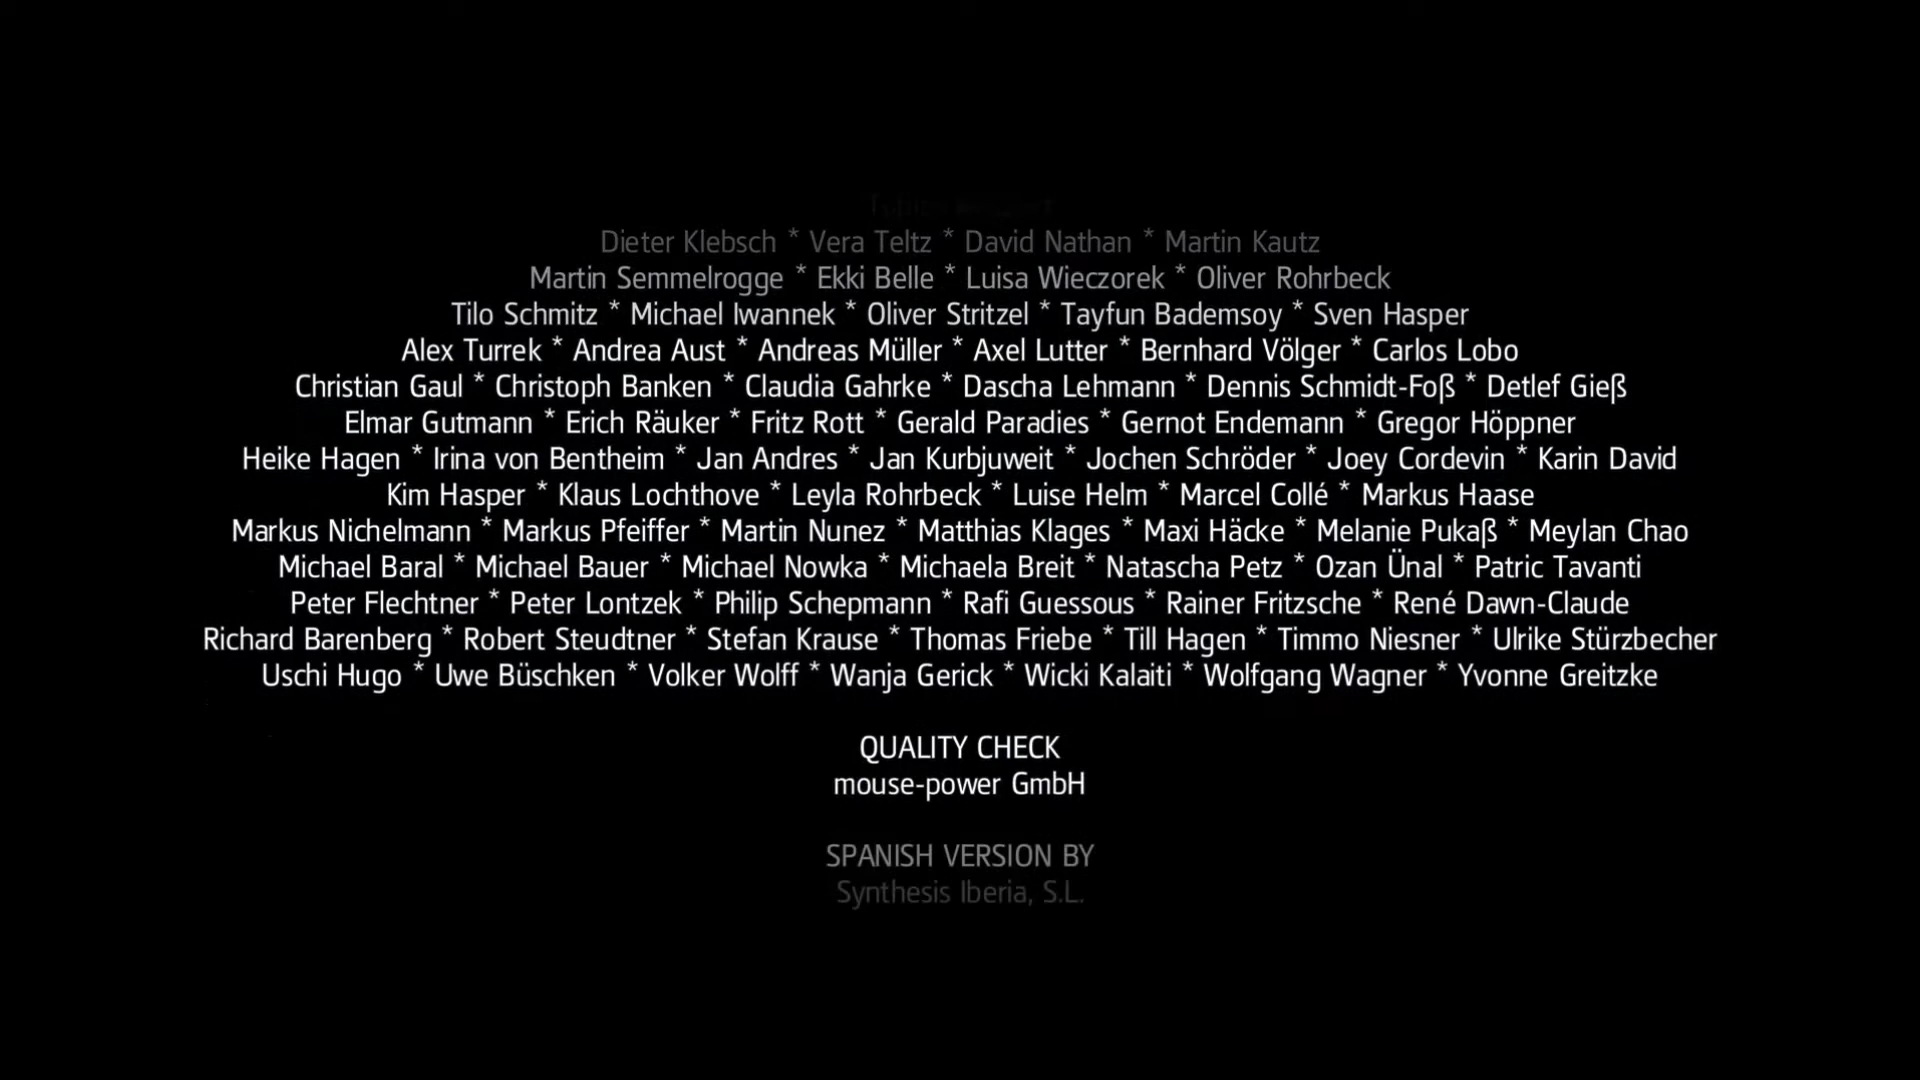 Dieter Klebsch * Vera Teltz * David Nathan * Martin Kautz
Martin Semmelrogge * Ekki Belle * Luisa Wieczorek * Oliver Rohrbeck
Tilo Schmitz * Michael Iwannek * Oliver Stritzel * Tayfun Bademsoy * Sven Hasper
Alex Turrek * Andrea Aust * Andreas Müller * Axel Lutter * Bernhard Völger * Carlos Lobo
Christian Gaul * Christoph Banken * Claudia Gahrke * Dascha Lehmann * Dennis Schmidt-Foß * Detlef Gieß
Elmar Gutmann * Erich Räuker * Fritz Rott * Gerald Paradies * Gernot Endemann * Gregor Höppner
Heike Hagen * Irina von Bentheim * Jan Andres * Jan Kurbjuweit * Jochen Schröder * Joey Cordevin * Karin David
Kim Hasper * Klaus Lochthove * Leyla Rohrbeck * Luise Helm * Marcel Collé * Markus Haase
Markus Nichelmann * Markus Pfeiffer * Martin Nunez * Matthias Klages * Maxi Häcke * Melanie Pukaß * Meylan Chao
Michael Baral * Michael Bauer * Michael Nowka * Michaela Breit * Natascha Petz * Ozan Ünal * Patric Tavanti
Peter Flechtner * Peter Lontzek * Philip Schepmann * Rafi Guessous * Rainer Fritzsche * René Dawn-Claude
Richard Barenberg * Robert Steudtner * Stefan Krause * Thomas Friebe * Till Hagen * Timmo Niesner * Ulrike Stürzbecher
Uschi Hugo * Uwe Büschken * Volker Wolff * Wanja Gerick * Wicki Kalaiti * Wolfgang Wagner * Yvonne Greitzke
QUALITY CHECK
mouse-power GmbH
SPANISH VERSION BY
Synthesis Iberia, S.L.